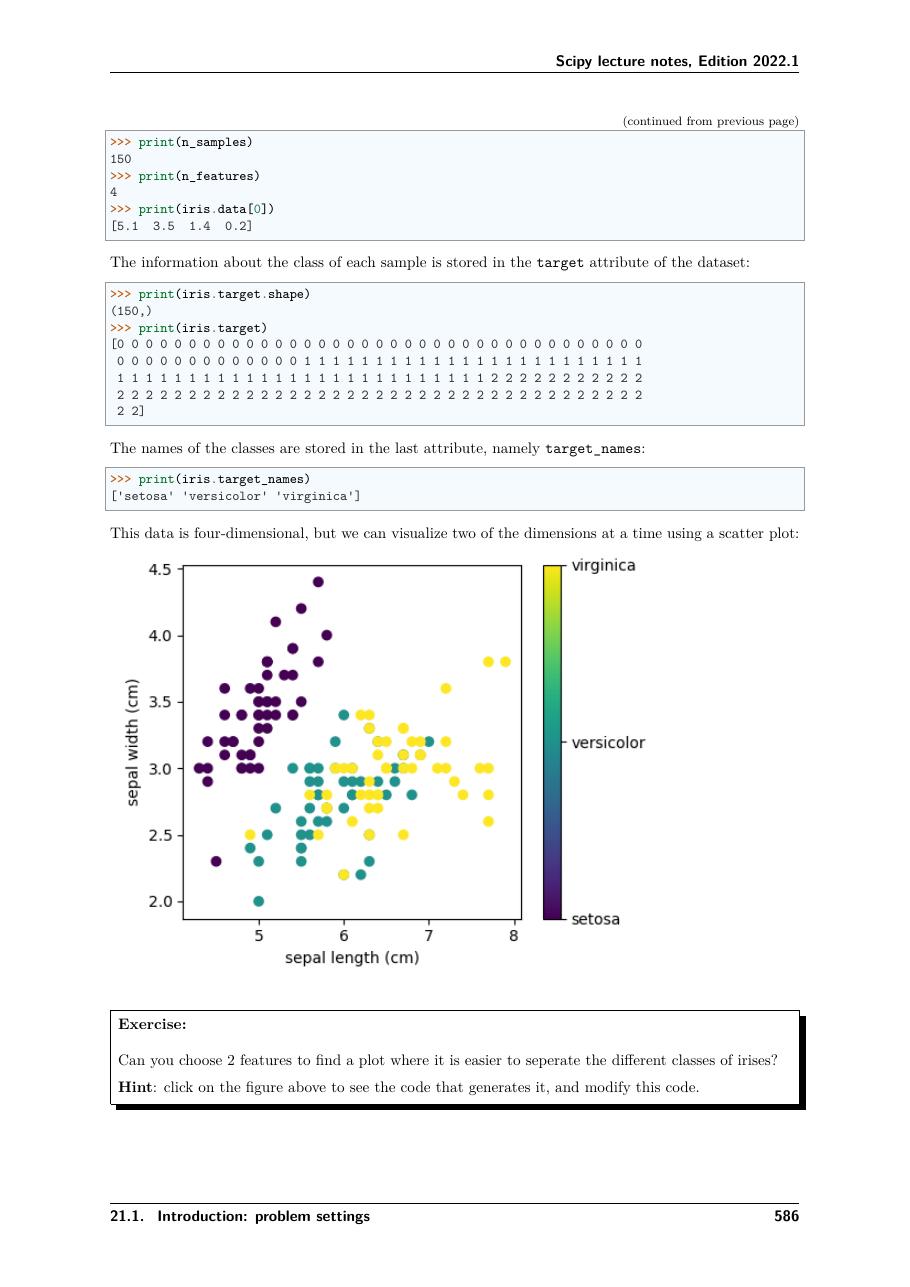 Scipy lecture notes, Edition 2022.1
(continued from previous page)
>>> print(n_samples)
150
>>> print(n_features)
4
>>> print(iris.data[0])
[5.1  3.5  1.4  0.2]
The information about the class of each sample is stored in the target attribute of the dataset:
>>> print(iris.target.shape)
(150,)
>>> print(iris.target)
[0 0 0 0 0 0 0 0 0 0 0 0 0 0 0 0 0 0 0 0 0 0 0 0 0 0 0 0 0 0 0 0 0 0 0 0 0
 0 0 0 0 0 0 0 0 0 0 0 0 0 1 1 1 1 1 1 1 1 1 1 1 1 1 1 1 1 1 1 1 1 1 1 1 1
 1 1 1 1 1 1 1 1 1 1 1 1 1 1 1 1 1 1 1 1 1 1 1 1 1 1 2 2 2 2 2 2 2 2 2 2 2
 2 2 2 2 2 2 2 2 2 2 2 2 2 2 2 2 2 2 2 2 2 2 2 2 2 2 2 2 2 2 2 2 2 2 2 2 2
 2 2]
The names of the classes are stored in the last attribute, namely target_names:
>>> print(iris.target_names)
['setosa' 'versicolor' 'virginica']
This data is four-dimensional, but we can visualize two of the dimensions at a time using a scatter plot:
4.5
4.0
3.5
3.0
2.5
2.0
sepal width (cm)
5 6 7 8
sepal length (cm)
virginica
versicolor
setosa
Exercise:
Can you choose 2 features to find a plot where it is easier to seperate the different classes of irises?
Hint: click on the figure above to see the code that generates it, and modify this code.
21.1. Introduction: problem settings 586